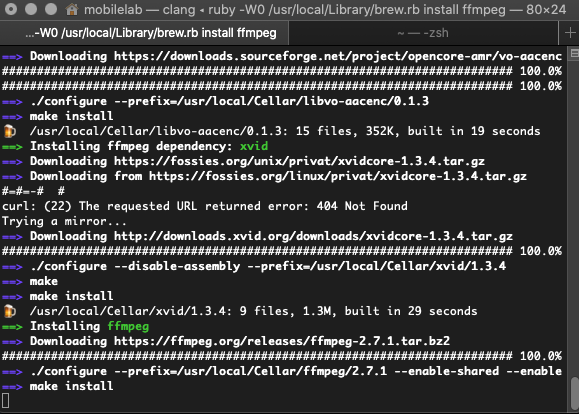 mobilelab — clang ◂ ruby -W0 /usr/local/Library/brew.rb install ffmpeg — 80×24
...-W0 /usr/local/Library/brew.rb install ffmpeg
~ — -zsh
+
==> Downloading https://downloads.sourceforge.net/project/opencore-amr/vo-aacenc
######################################################################## 100.0%
######################################################################## 100.0%
==> ./configure --prefix=/usr/local/Cellar/libvo-aacenc/0.1.3
==> make install
🍺  /usr/local/Cellar/libvo-aacenc/0.1.3: 15 files, 352K, built in 19 seconds
==> Installing ffmpeg dependency: xvid
==> Downloading https://fossies.org/unix/privat/xvidcore-1.3.4.tar.gz
==> Downloading from https://fossies.org/linux/privat/xvidcore-1.3.4.tar.gz
#=#=-#  #
curl: (22) The requested URL returned error: 404 Not Found
Trying a mirror...
==> Downloading http://downloads.xvid.org/downloads/xvidcore-1.3.4.tar.gz
######################################################################## 100.0%
==> ./configure --disable-assembly --prefix=/usr/local/Cellar/xvid/1.3.4
==> make
==> make install
🍺  /usr/local/Cellar/xvid/1.3.4: 9 files, 1.3M, built in 29 seconds
==> Installing ffmpeg
==> Downloading https://ffmpeg.org/releases/ffmpeg-2.7.1.tar.bz2
######################################################################## 100.0%
==> ./configure --prefix=/usr/local/Cellar/ffmpeg/2.7.1 --enable-shared --enable
==> make install